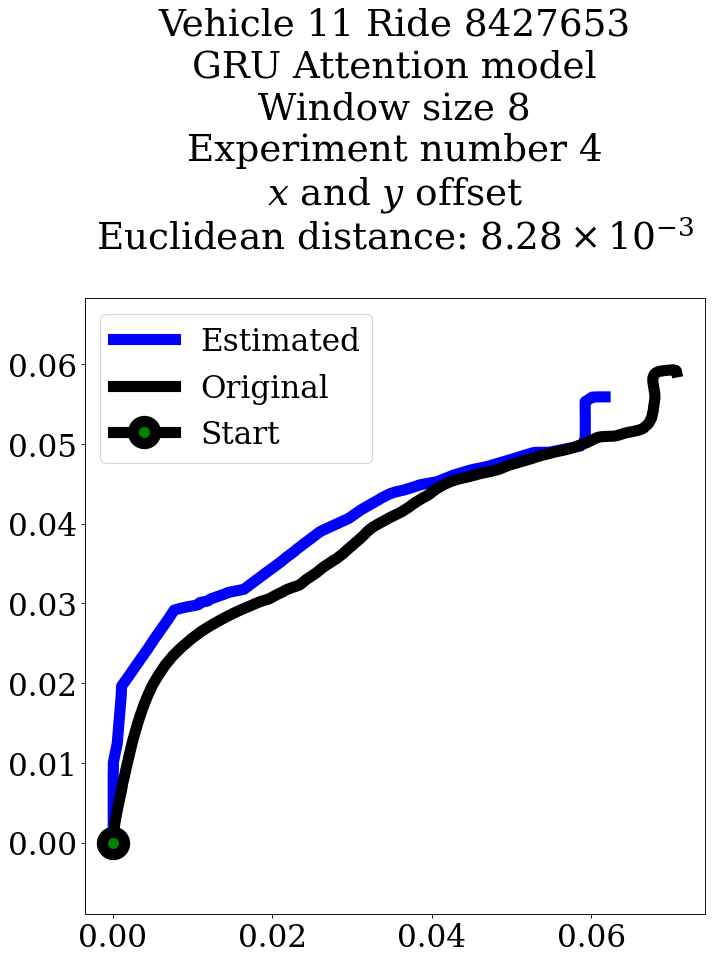 Vehicle 11 Ride 8427653
GRU Attention model
Window size 8
Experiment number 4
x and y offset
Euclidean distance: 8.28 × 10⁻³
Estimated
Original
Start
0.06
0.05
0.04
0.03
0.02
0.01
0.00
0.00 0.02 0.04 0.06